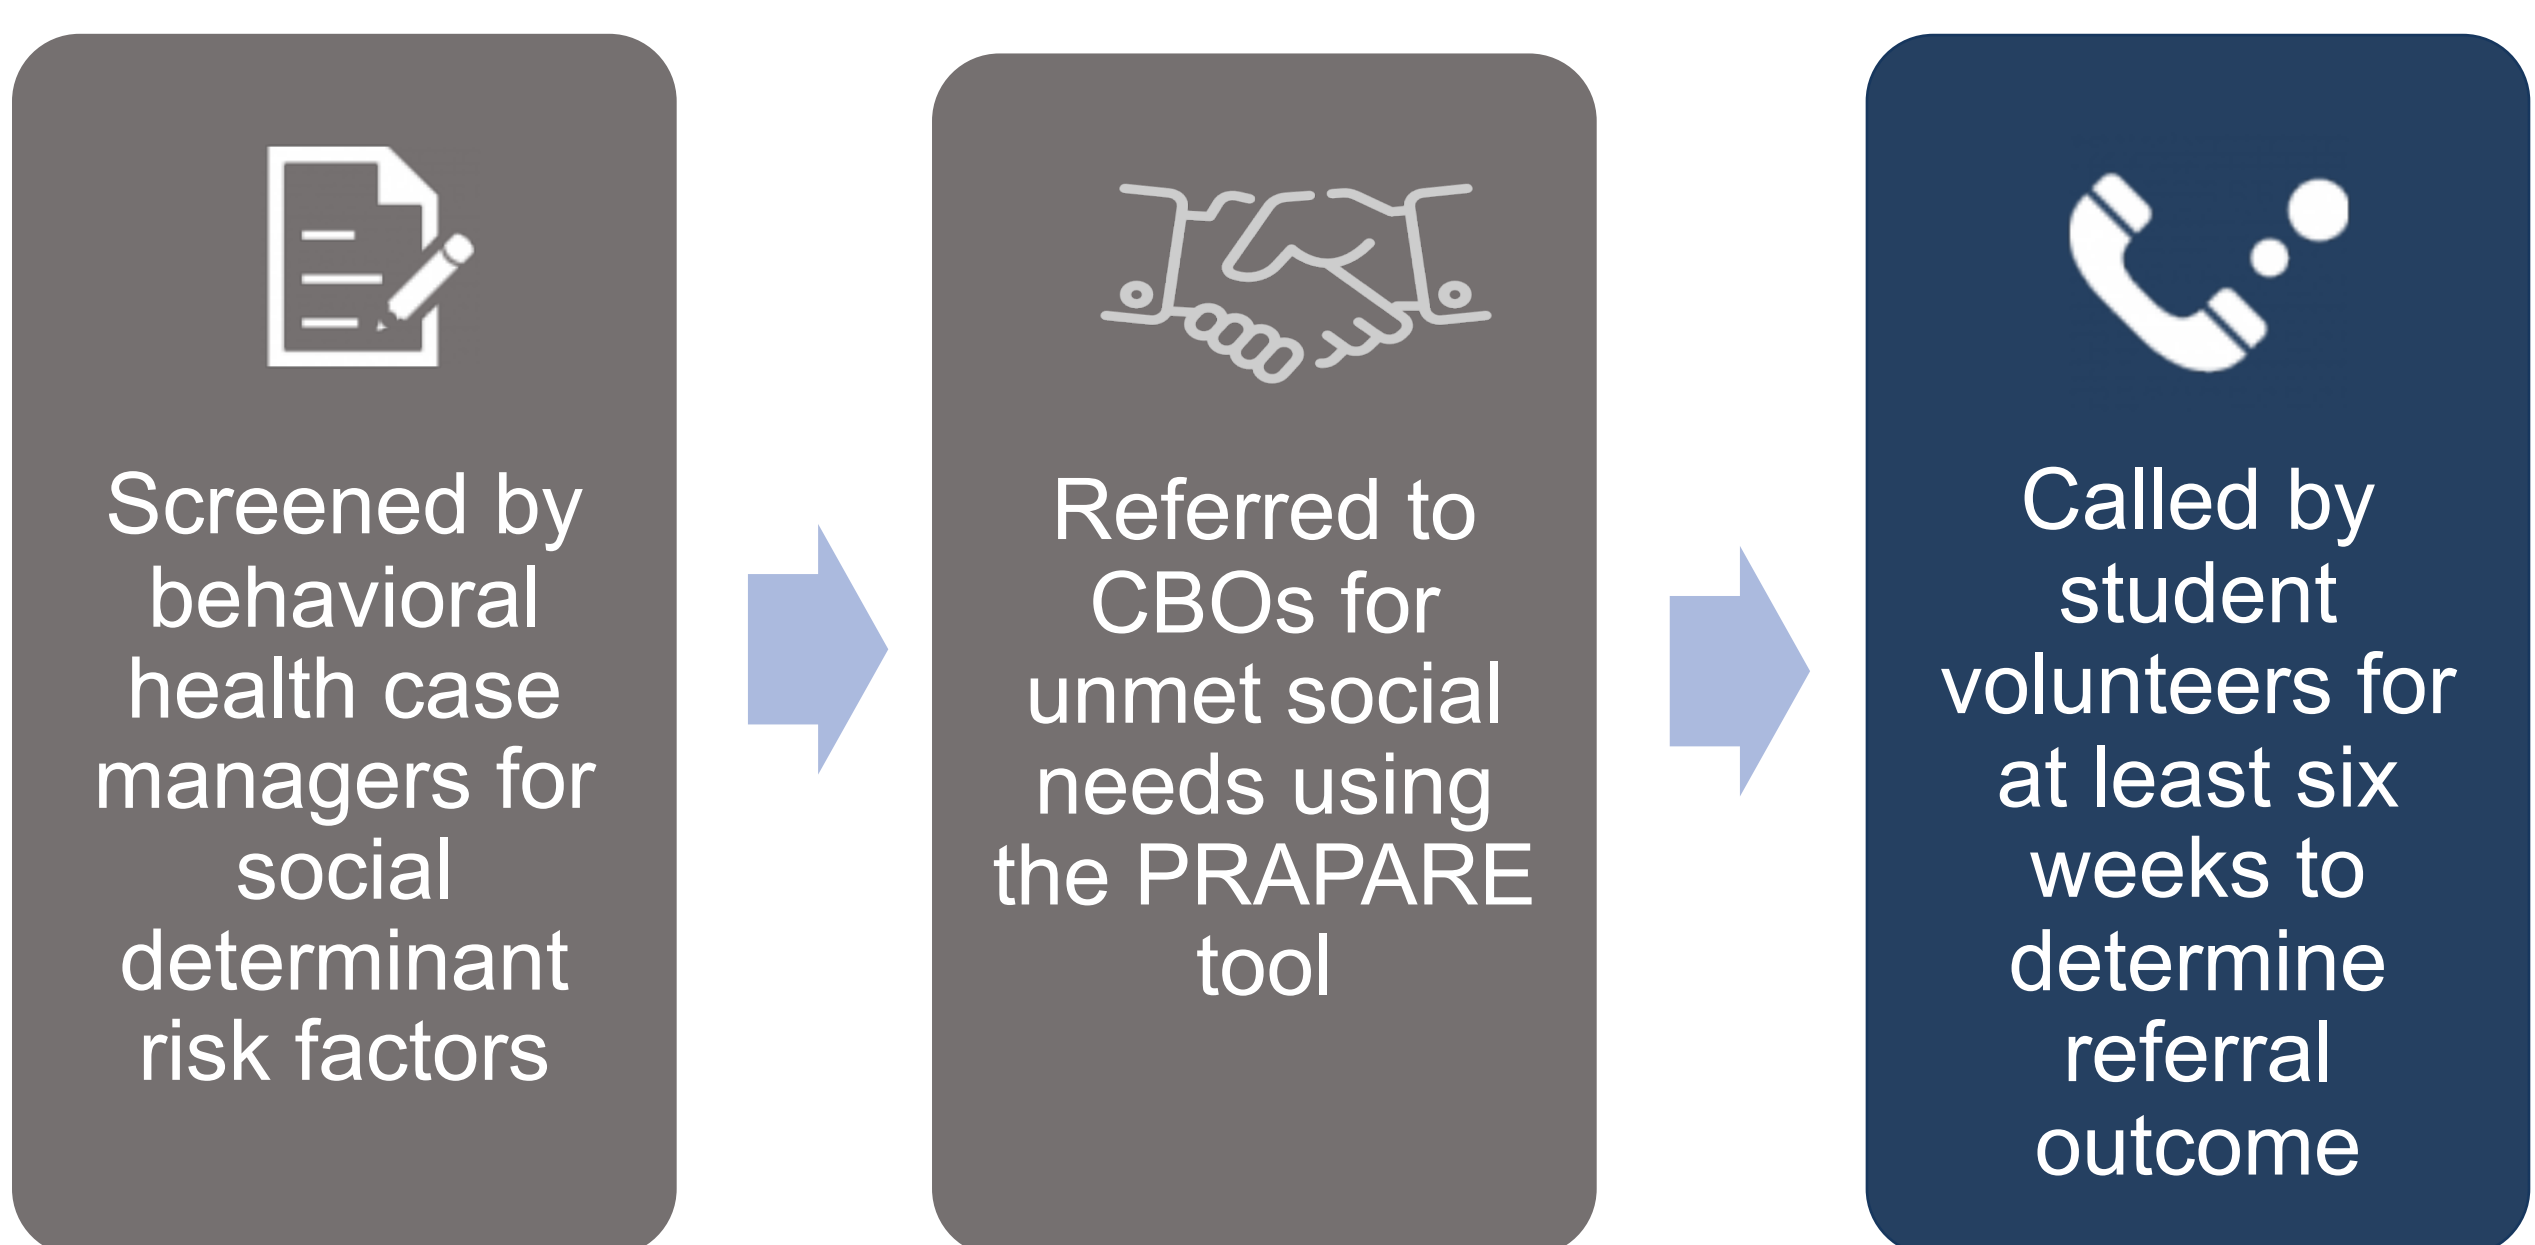 Screened by
behavioral
health case
managers for
social
determinant
risk factors
Referred to
CBOs for
unmet social
needs using
the PRAPARE
tool
Called by
student
volunteers for
at least six
weeks to
determine
referral
outcome